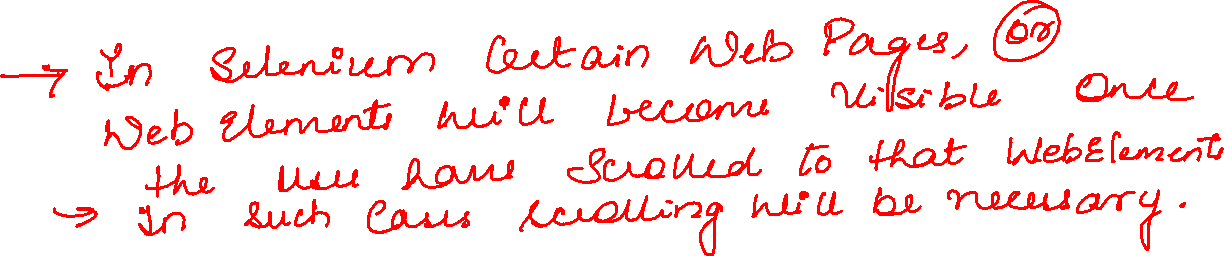 → In Selenium Certain Web Pages, or
Web Elements will become visible Once
the user have Scrolled to that WebElements
→ In Such Cases scrolling will be necessary.